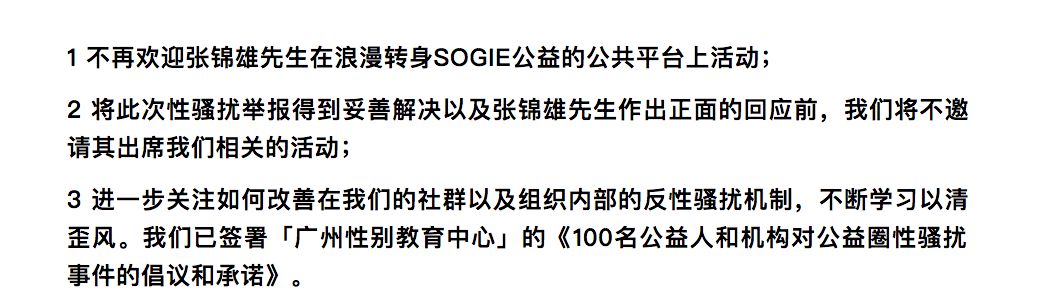 1 不再欢迎张锦雄先生在浪漫转身SOGIE公益的公共平台上活动；
2 将此次性骚扰举报得到妥善解决以及张锦雄先生作出正面的回应前，我们将不邀
请其出席我们相关的活动；
3 进一步关注如何改善在我们的社群以及组织内部的反性骚扰机制，不断学习以清
歪风。我们已签署「广州性别教育中心」的《100名公益人和机构对公益圈性骚扰
事件的倡议和承诺》。